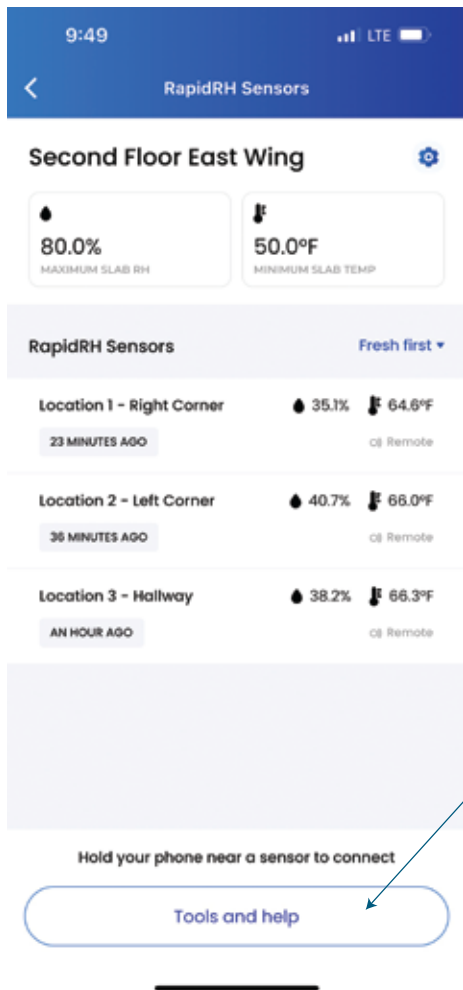 9:49 LTE
RapidRH Sensors
Second Floor East Wing
80.0%
MAXIMUM SLAB RH
50.0°F
MINIMUM SLAB TEMP
RapidRH Sensors Fresh first
Location 1 - Right Corner 35.1% 64.6°F
23 MINUTES AGO Remote
Location 2 - Left Corner 40.7% 66.0°F
36 MINUTES AGO Remote
Location 3 - Hallway 38.2% 66.3°F
AN HOUR AGO Remote
Hold your phone near a sensor to connect
Tools and help